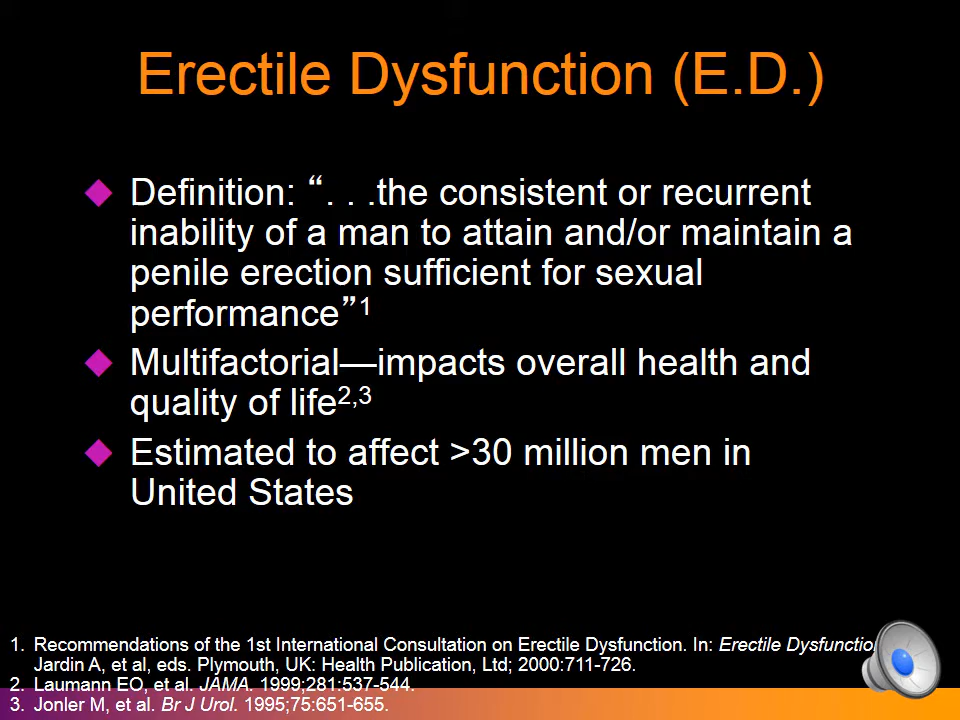 Erectile Dysfunction (E.D.)
Definition: “. . .the consistent or recurrent
inability of a man to attain and/or maintain a
penile erection sufficient for sexual
performance”1
Multifactorial—impacts overall health and
quality of life2,3
Estimated to affect >30 million men in
United States
1. Recommendations of the 1st International Consultation on Erectile Dysfunction. In: Erectile Dysfunction
Jardin A, et al, eds. Plymouth, UK: Health Publication, Ltd; 2000:711-726.
2. Laumann EO, et al. JAMA. 1999;281:537-544.
3. Jonler M, et al. Br J Urol. 1995;75:651-655.